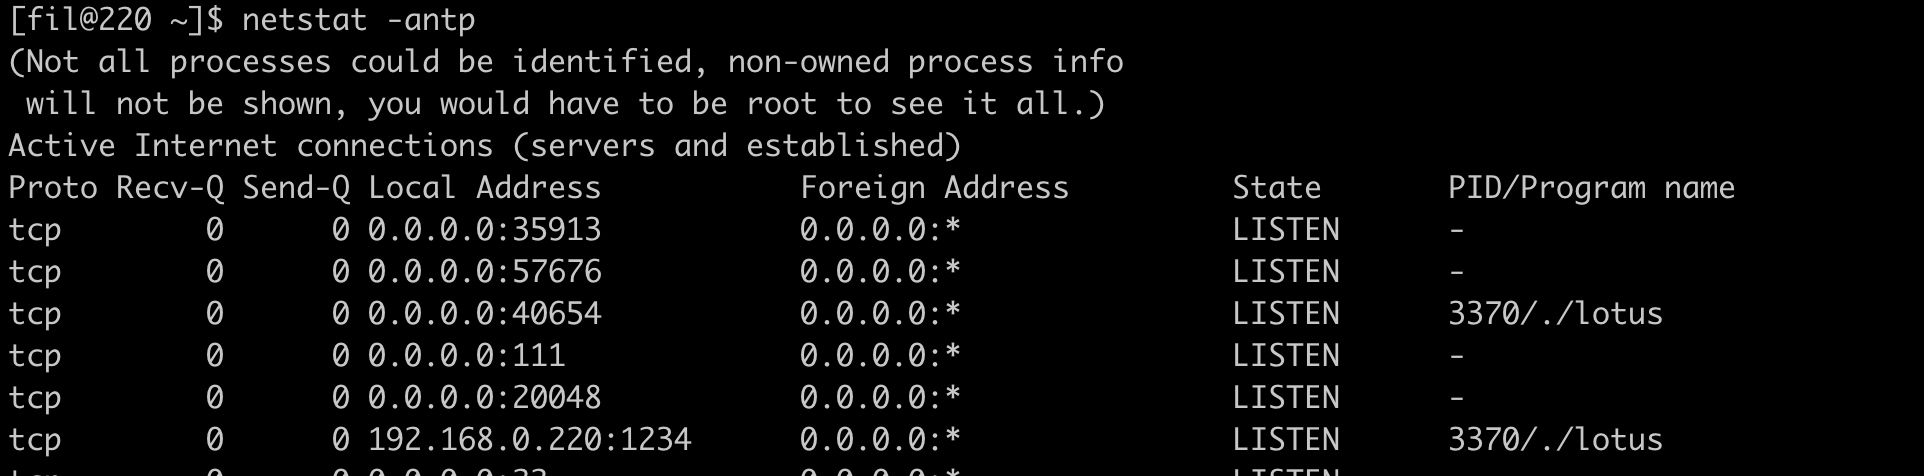 [fil@220 ~]$ netstat -antp
(Not all processes could be identified, non-owned process info
 will not be shown, you would have to be root to see it all.)
Active Internet connections (servers and established)
Proto Recv-Q Send-Q Local Address           Foreign Address         State       PID/Program name
tcp        0      0 0.0.0.0:35913           0.0.0.0:*               LISTEN      -
tcp        0      0 0.0.0.0:57676           0.0.0.0:*               LISTEN      -
tcp        0      0 0.0.0.0:40654           0.0.0.0:*               LISTEN      3370/./lotus
tcp        0      0 0.0.0.0:111             0.0.0.0:*               LISTEN      -
tcp        0      0 0.0.0.0:20048           0.0.0.0:*               LISTEN      -
tcp        0      0 192.168.0.220:1234      0.0.0.0:*               LISTEN      3370/./lotus